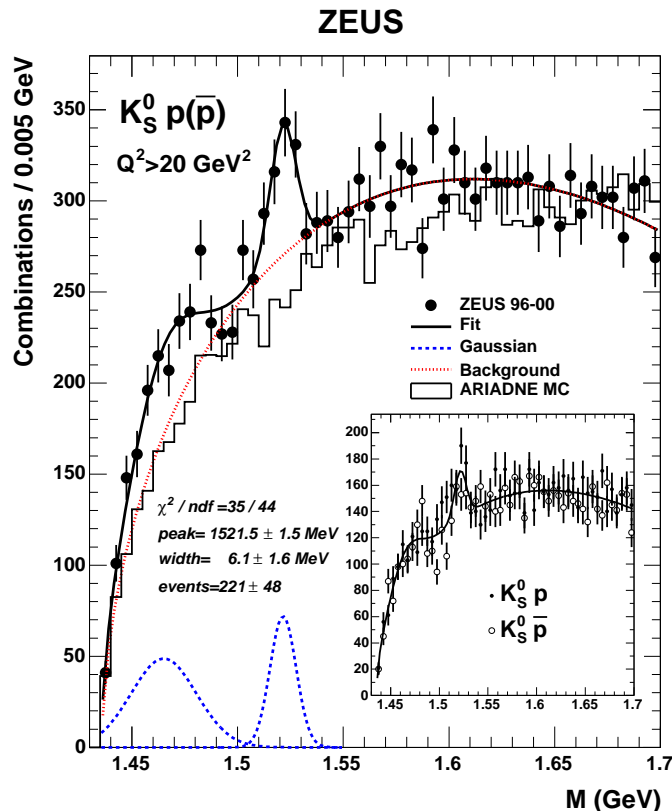 ZEUS
Combinations / 0.005 GeV
350
300
250
200
150
100
50
0
K⁰_S p(p̄)
Q²>20 GeV²
ZEUS 96-00
Fit
Gaussian
Background
ARIADNE MC
χ² / ndf =35 / 44
peak= 1521.5 ± 1.5 MeV
width= 6.1 ± 1.6 MeV
events=221 ± 48
200
180
160
140
120
100
80
60
40
20
0
K⁰_S p
K⁰_S p̄
1.45 1.5 1.55 1.6 1.65 1.7
1.45 1.5 1.55 1.6 1.65 1.7
M (GeV)